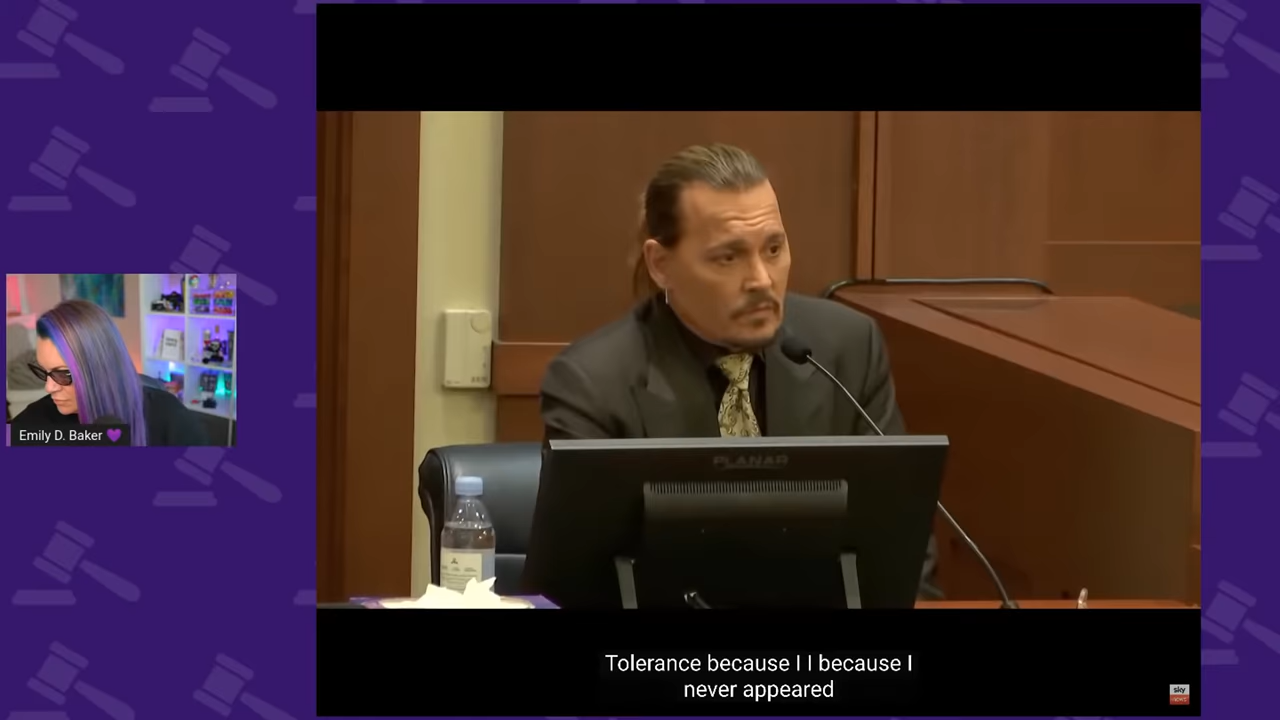 Emily D. Baker 💜
PLANAR
Tolerance because I I because I
never appeared
sky